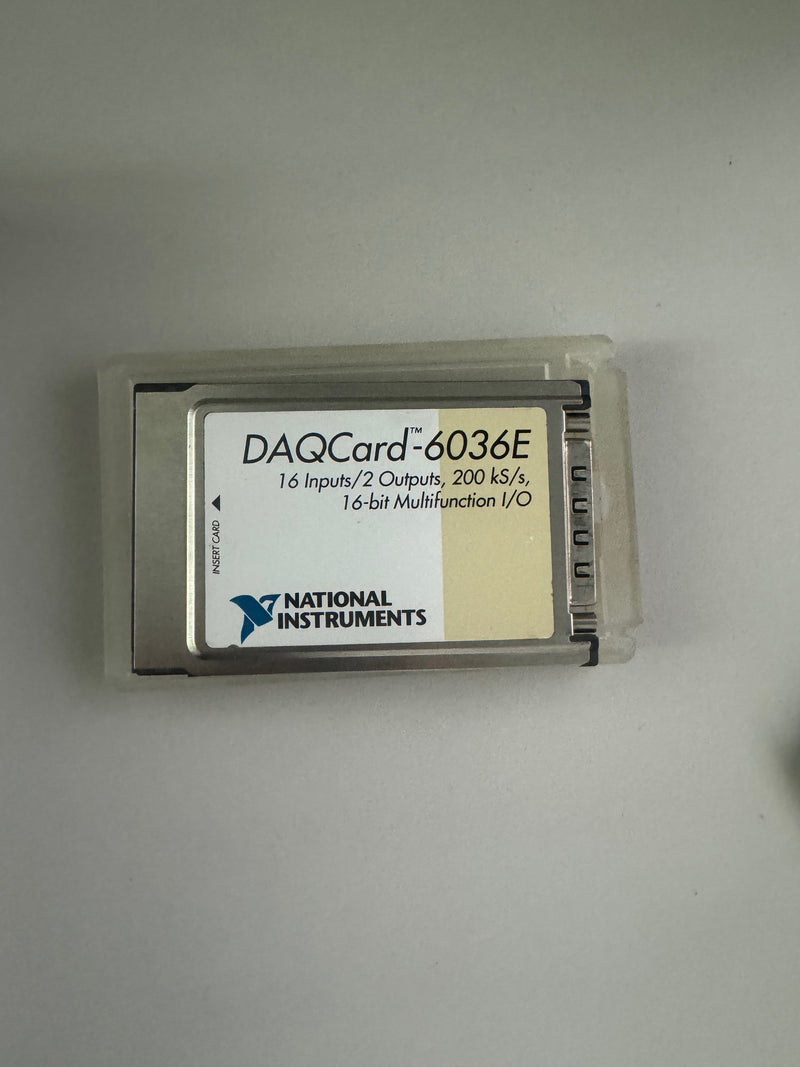 DAQCard™-6036E
16 Inputs/2 Outputs, 200 kS/s,
16-bit Multifunction I/O
INSERT CARD
NATIONAL
INSTRUMENTS